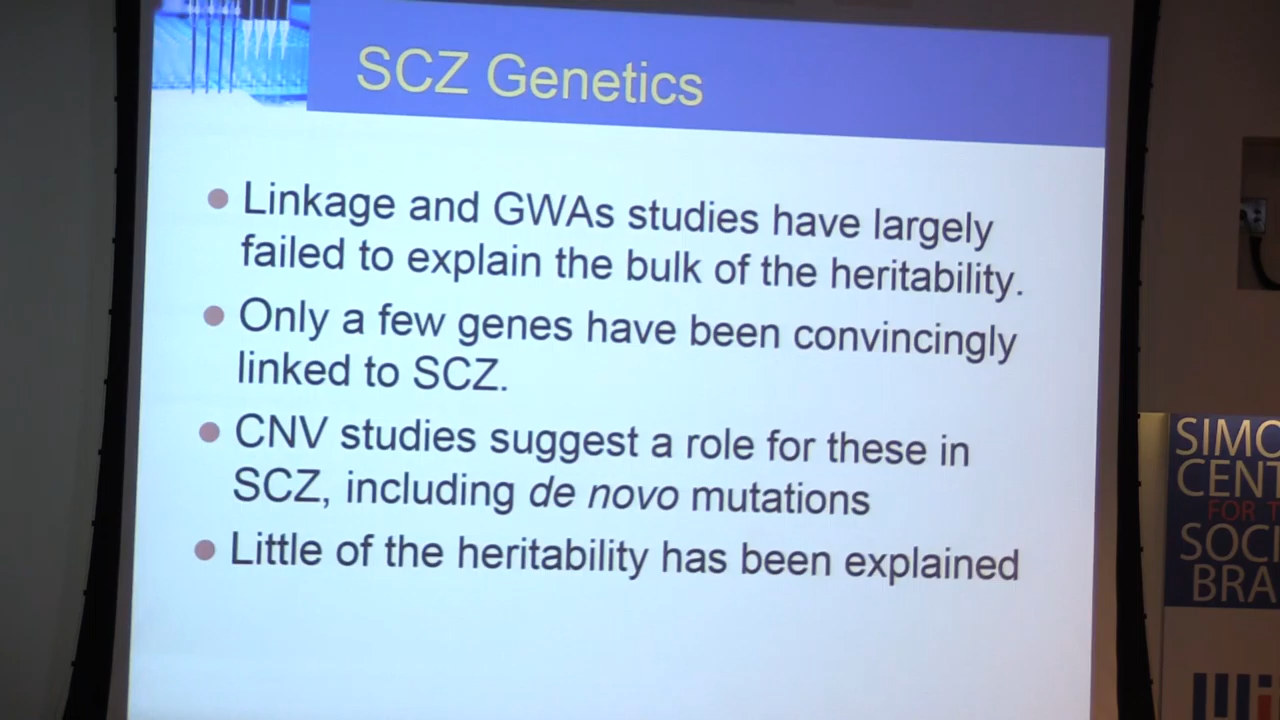 SCZ Genetics
Linkage and GWAs studies have largely
failed to explain the bulk of the heritability.
Only a few genes have been convincingly
linked to SCZ.
CNV studies suggest a role for these in
SCZ, including de novo mutations
Little of the heritability has been explained
SIMO
CENT
FOR T
SOCI
BRA